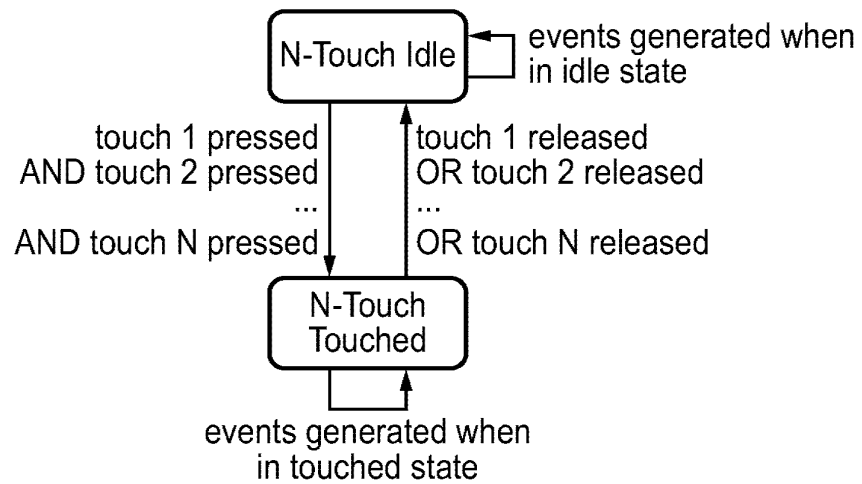 N-Touch Idle
events generated when
in idle state
touch 1 pressed
AND touch 2 pressed
...
AND touch N pressed
touch 1 released
OR touch 2 released
...
OR touch N released
N-Touch
Touched
events generated when
in touched state